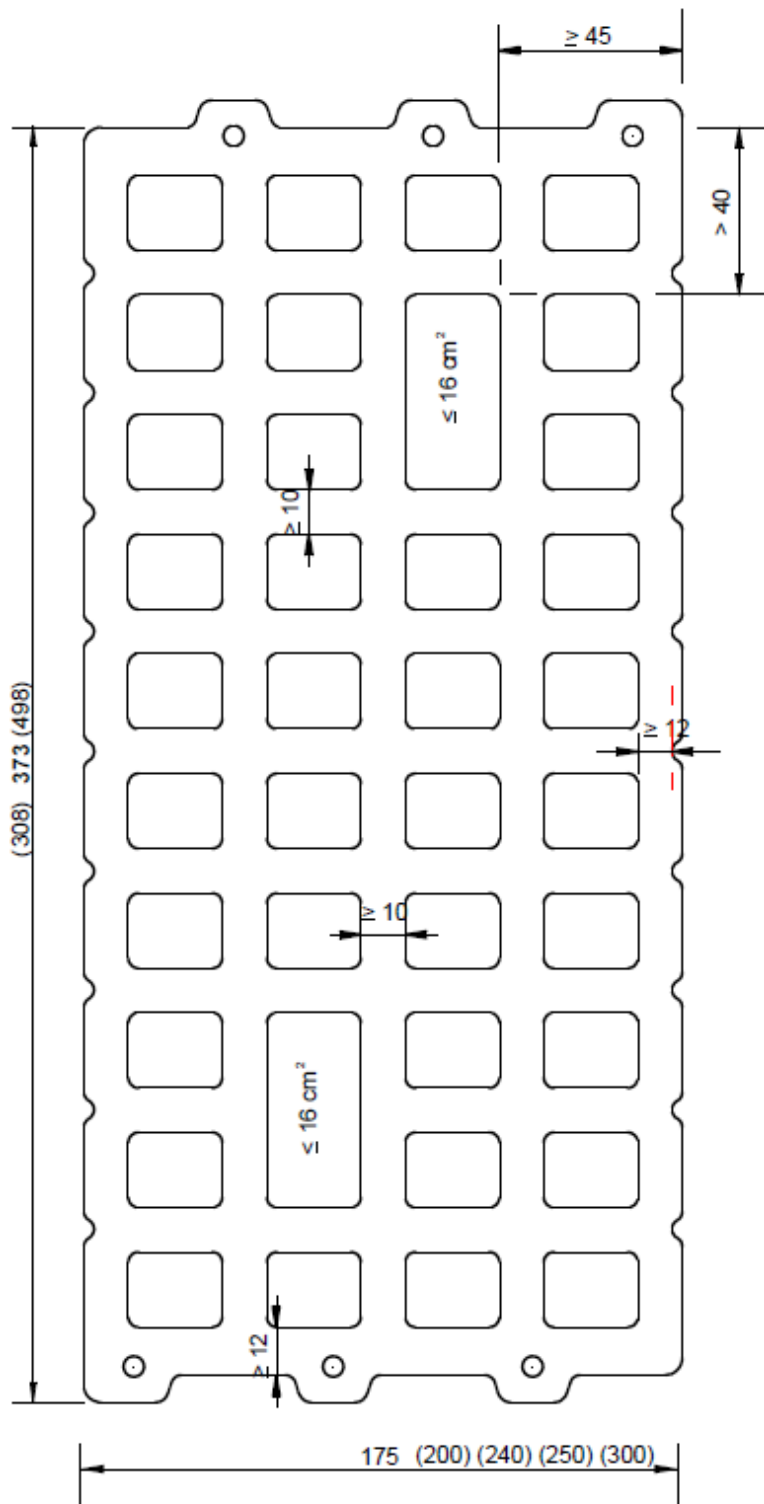 ≥ 45
> 40
≤ 16 cm²
≥ 10
(308) 373 (498)
≥ 12
≥ 10
≤ 16 cm²
≥ 12
175 (200) (240) (250) (300)